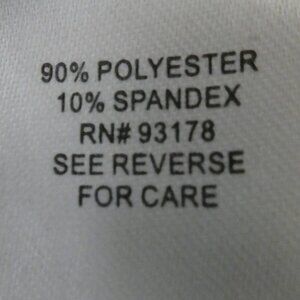 90% POLYESTER
10% SPANDEX
RN# 93178
SEE REVERSE
FOR CARE